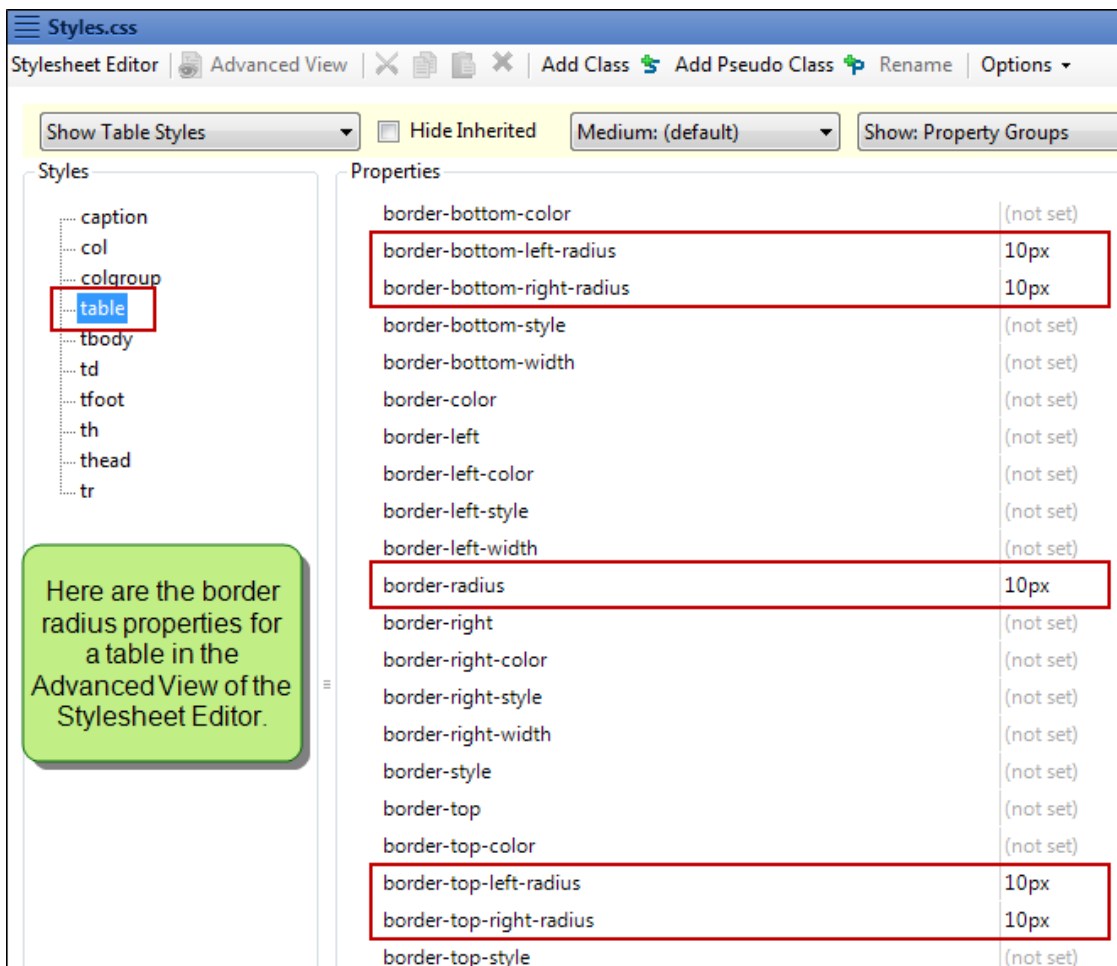 Styles.css
Stylesheet Editor Advanced View Add Class Add Pseudo Class Rename Options
Show Table Styles Hide Inherited Medium: (default) Show: Property Groups
Styles
caption
col
colgroup
table
tbody
td
tfoot
th
thead
tr
Here are the border
radius properties for
a table in the
Advanced View of the
Stylesheet Editor.
Properties
border-bottom-color (not set)
border-bottom-left-radius 10px
border-bottom-right-radius 10px
border-bottom-style (not set)
border-bottom-width (not set)
border-color (not set)
border-left (not set)
border-left-color (not set)
border-left-style (not set)
border-left-width (not set)
border-radius 10px
border-right (not set)
border-right-color (not set)
border-right-style (not set)
border-right-width (not set)
border-style (not set)
border-top (not set)
border-top-color (not set)
border-top-left-radius 10px
border-top-right-radius 10px
border-top-style (not set)